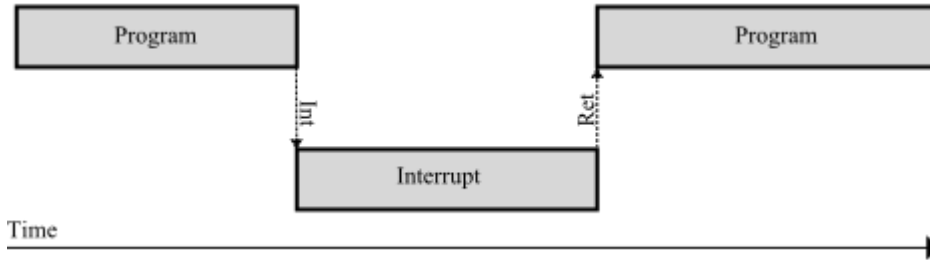 Program
Program
Int
Ret
Interrupt
Time